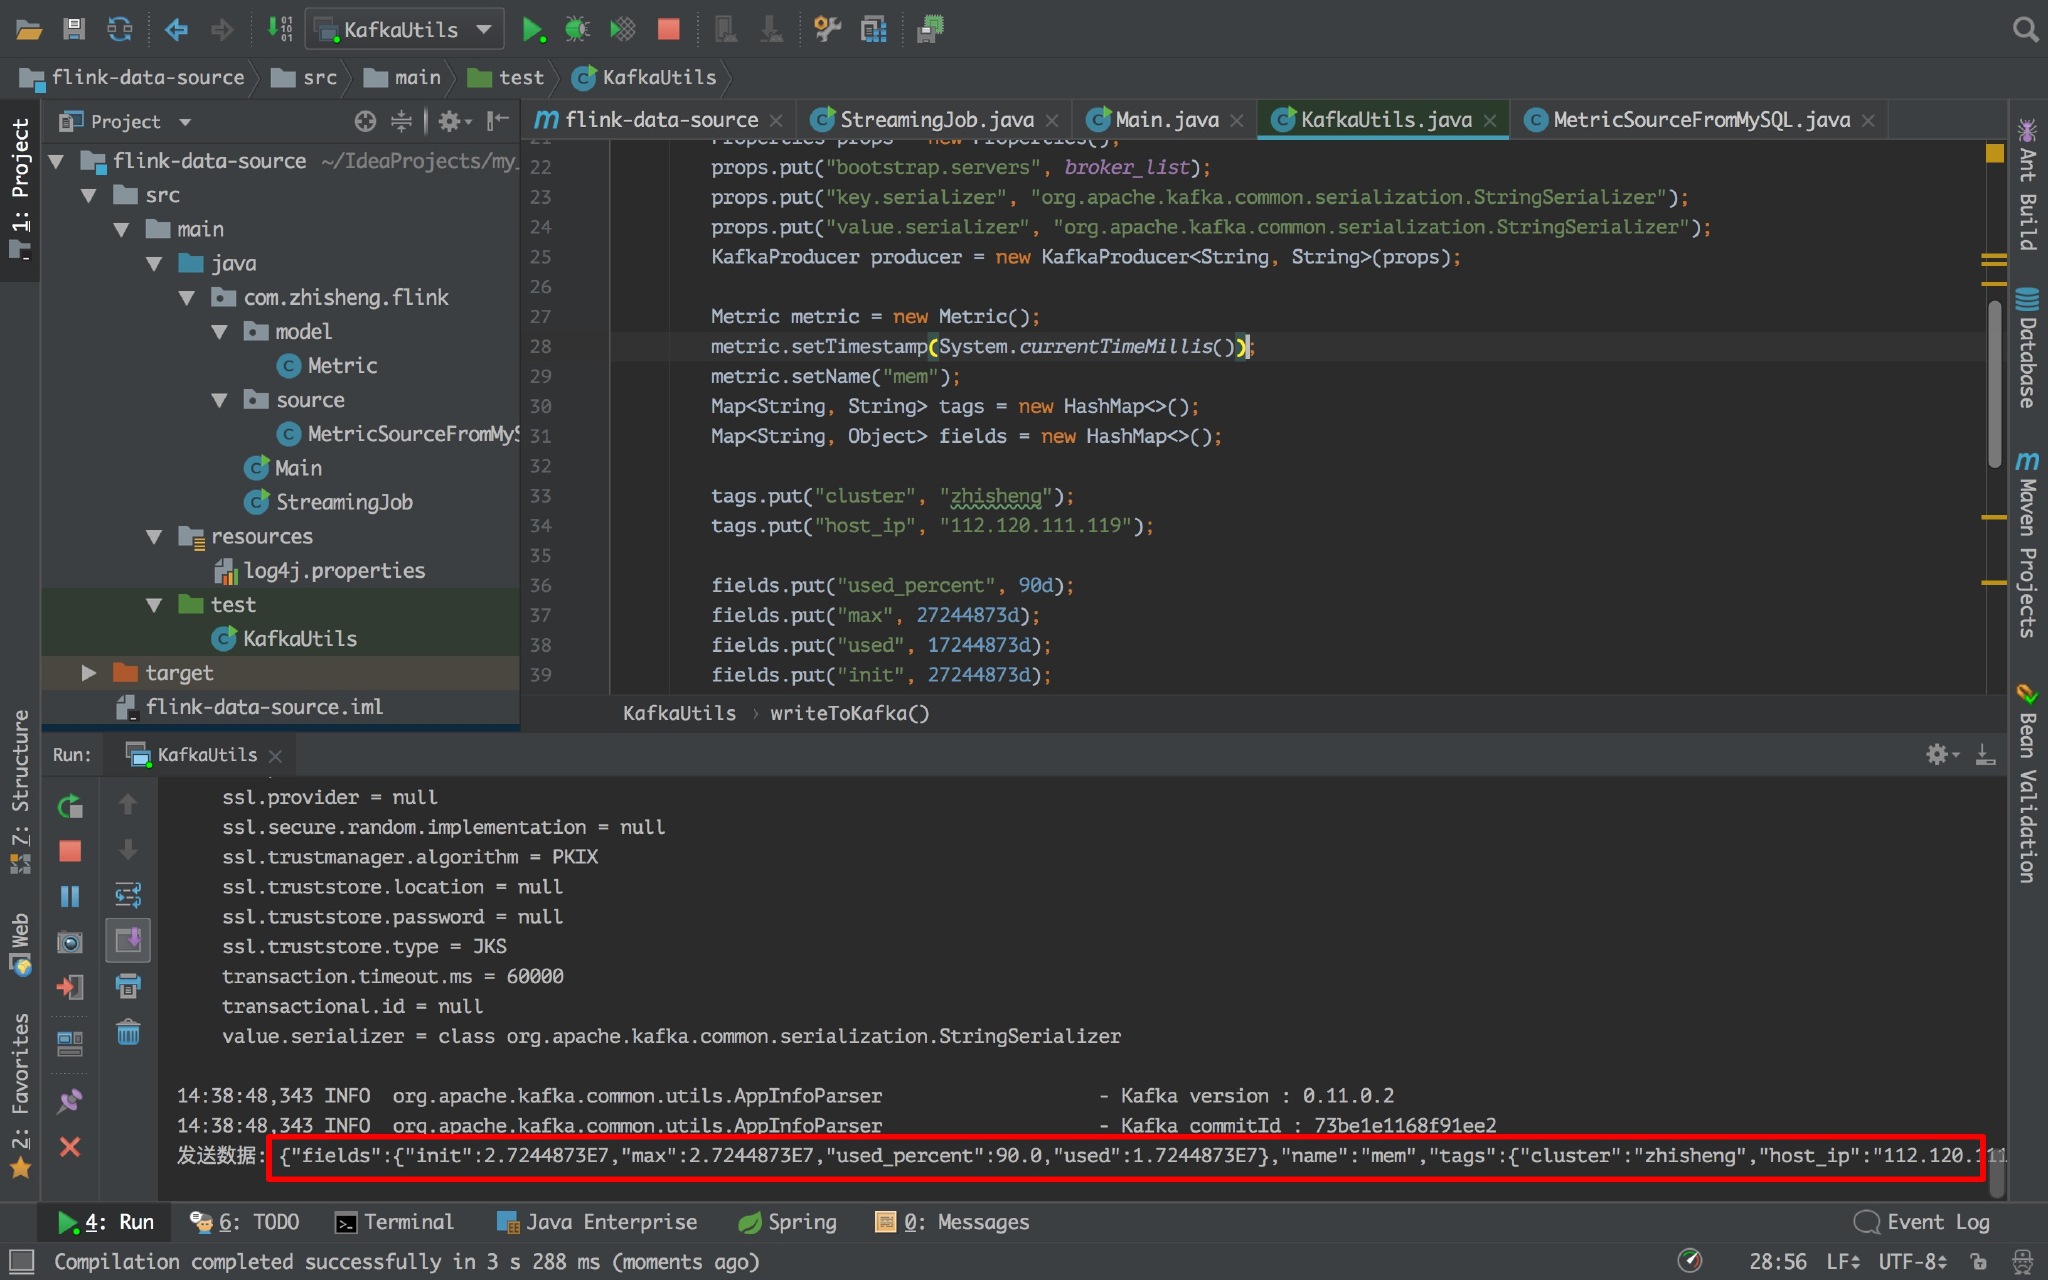 KafkaUtils
flink-data-source src main test KafkaUtils
Project
flink-data-source StreamingJob.java Main.java KafkaUtils.java MetricSourceFromMySQL.java
1: Project
7: Structure
Web
2: Favorites
flink-data-source ~/IdeaProjects/my_
src
main
java
com.zhisheng.flink
model
Metric
source
MetricSourceFromMyS
Main
StreamingJob
resources
log4j.properties
test
KafkaUtils
target
flink-data-source.iml
21 Properties props = new Properties();
22 props.put("bootstrap.servers", broker_list);
23 props.put("key.serializer", "org.apache.kafka.common.serialization.StringSerializer");
24 props.put("value.serializer", "org.apache.kafka.common.serialization.StringSerializer");
25 KafkaProducer producer = new KafkaProducer<String, String>(props);
26
27 Metric metric = new Metric();
28 metric.setTimestamp(System.currentTimeMillis());
29 metric.setName("mem");
30 Map<String, String> tags = new HashMap<>();
31 Map<String, Object> fields = new HashMap<>();
32
33 tags.put("cluster", "zhisheng");
34 tags.put("host_ip", "112.120.111.119");
35
36 fields.put("used_percent", 90d);
37 fields.put("max", 27244873d);
38 fields.put("used", 17244873d);
39 fields.put("init", 27244873d);
KafkaUtils › writeToKafka()
Ant Build
Database
Maven Projects
Bean Validation
Run: KafkaUtils
ssl.provider = null
ssl.secure.random.implementation = null
ssl.trustmanager.algorithm = PKIX
ssl.truststore.location = null
ssl.truststore.password = null
ssl.truststore.type = JKS
transaction.timeout.ms = 60000
transactional.id = null
value.serializer = class org.apache.kafka.common.serialization.StringSerializer
14:38:48,343 INFO org.apache.kafka.common.utils.AppInfoParser - Kafka version : 0.11.0.2
14:38:48,343 INFO org.apache.kafka.common.utils.AppInfoParser - Kafka commitId : 73be1e1168f91ee2
发送数据: {"fields":{"init":2.7244873E7,"max":2.7244873E7,"used_percent":90.0,"used":1.7244873E7},"name":"mem","tags":{"cluster":"zhisheng","host_ip":"112.120.111
4: Run 6: TODO Terminal Java Enterprise Spring 0: Messages Event Log
Compilation completed successfully in 3 s 288 ms (moments ago) 28:56 LF UTF-8